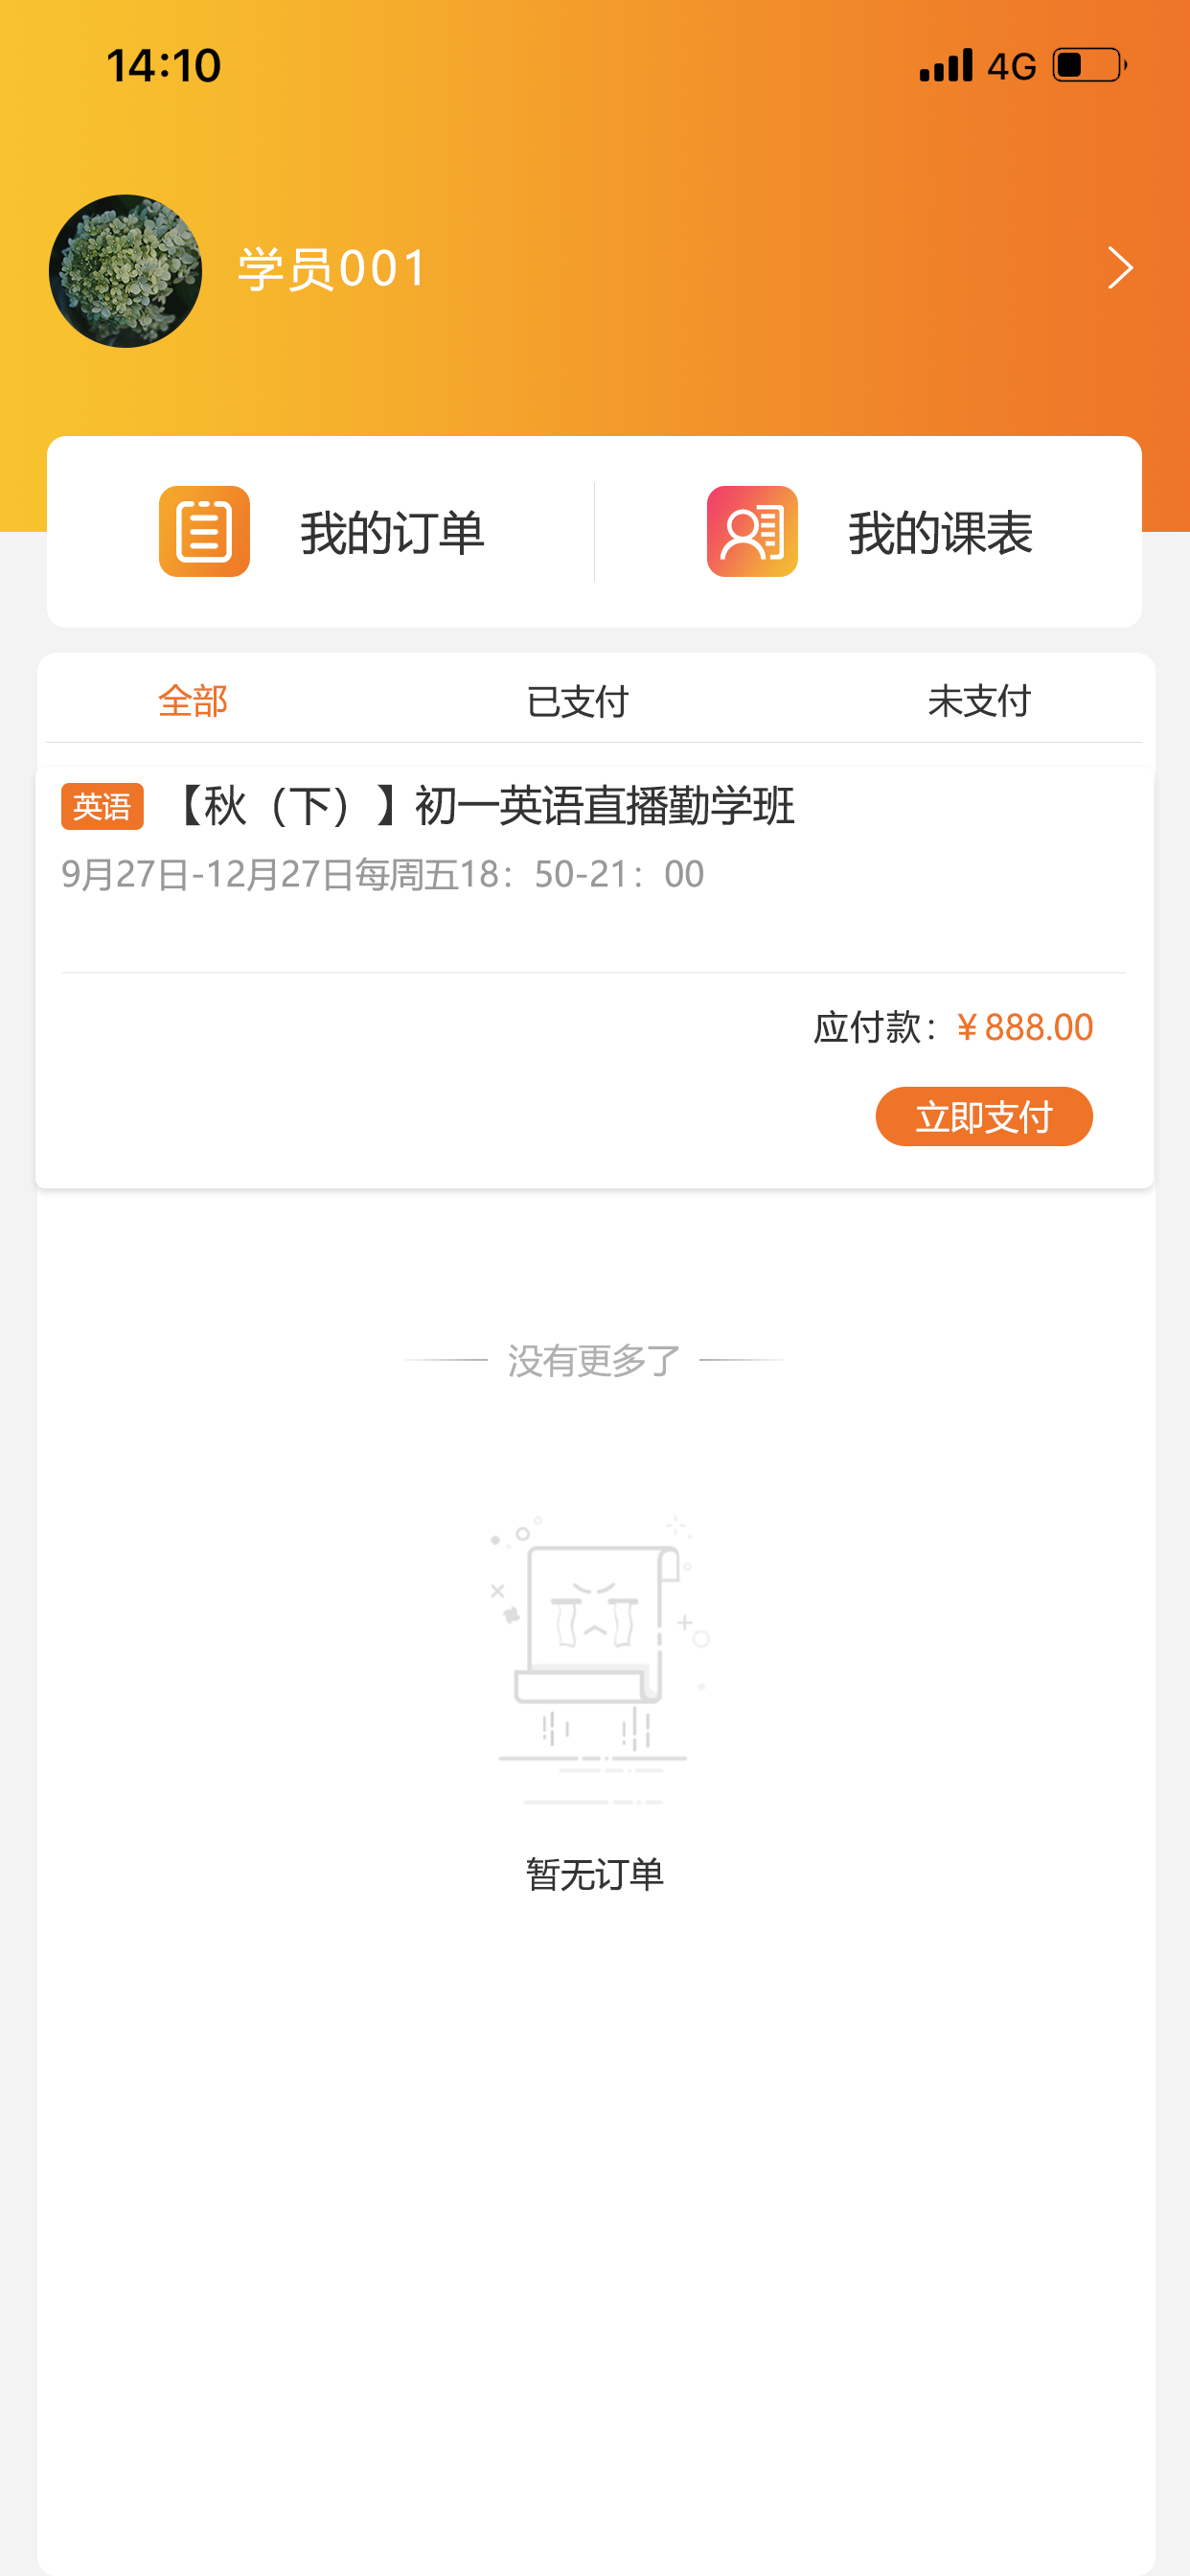 14:10 4G
学员001
我的订单 我的课表
全部 已支付 未支付
英语 【秋（下）】初一英语直播勤学班
9月27日-12月27日每周五18：50-21：00
应付款：￥888.00
立即支付
没有更多了
暂无订单